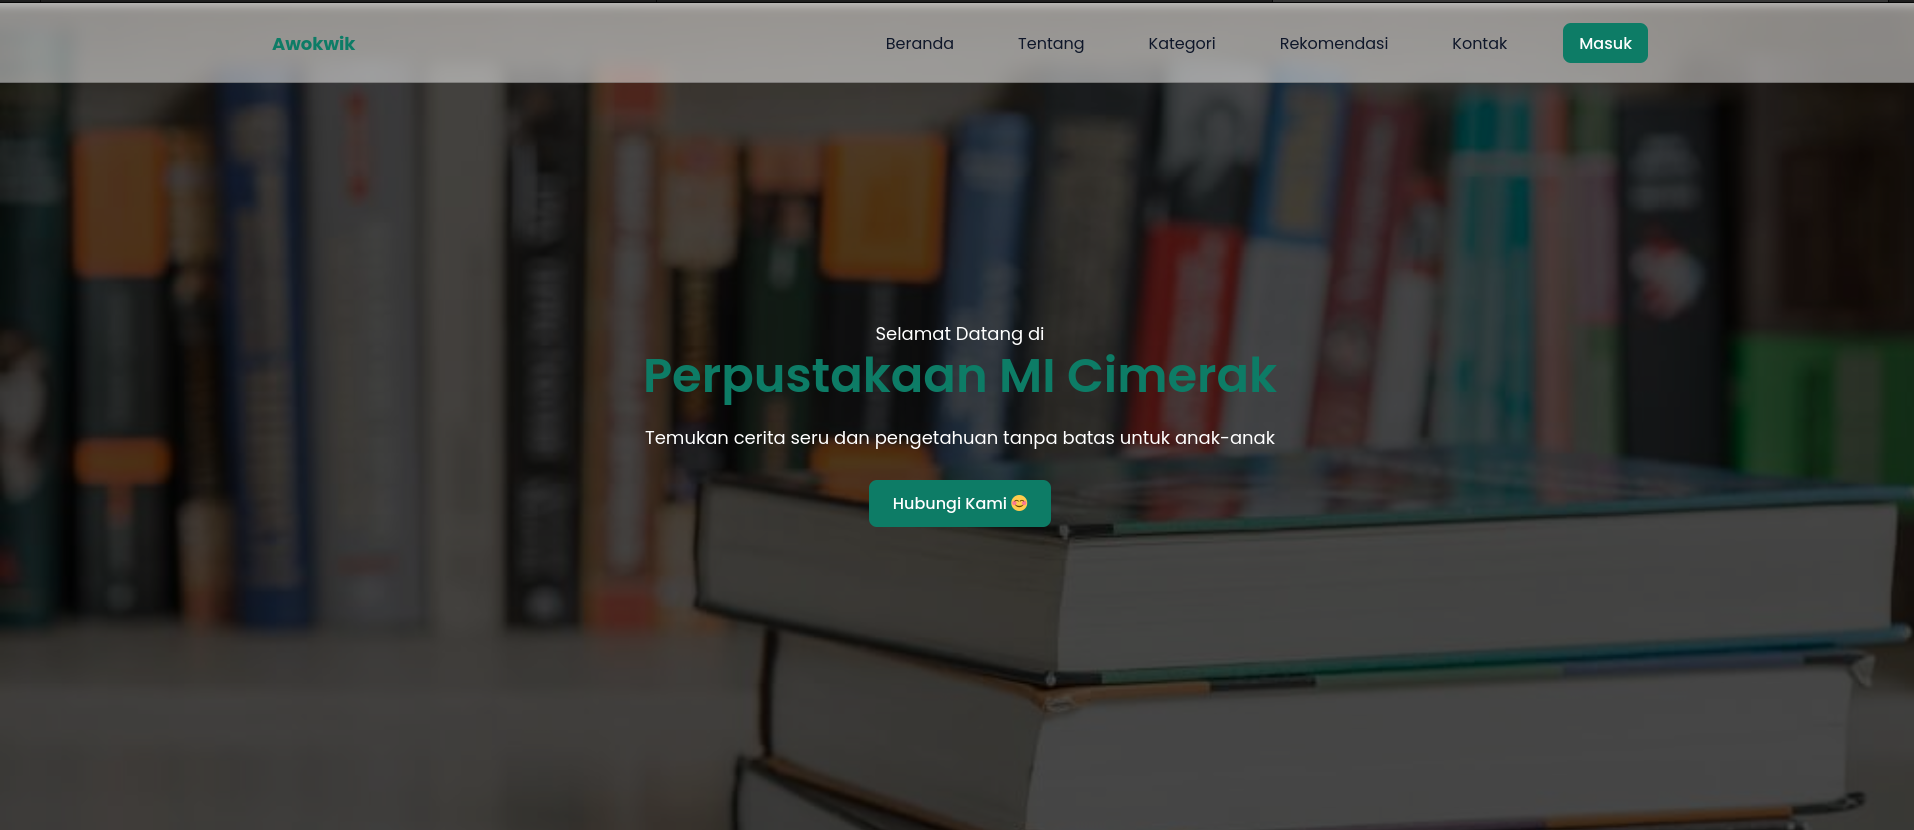 Awokwik
Beranda Tentang Kategori Rekomendasi Kontak Masuk
Selamat Datang di
Perpustakaan MI Cimerak
Temukan cerita seru dan pengetahuan tanpa batas untuk anak-anak
Hubungi Kami 😊